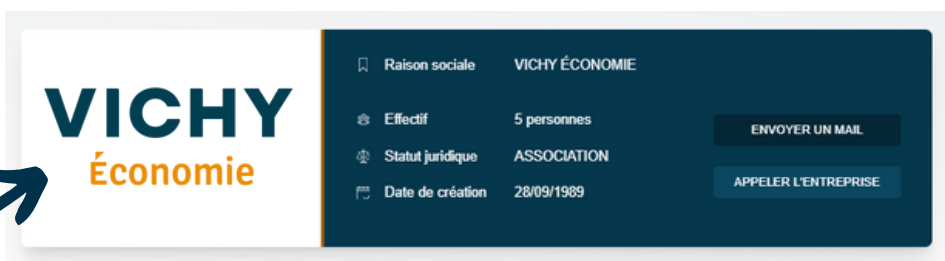 VICHY
Économie
Raison sociale VICHY ÉCONOMIE
Effectif 5 personnes
Statut juridique ASSOCIATION
Date de création 28/09/1989
ENVOYER UN MAIL
APPELER L'ENTREPRISE